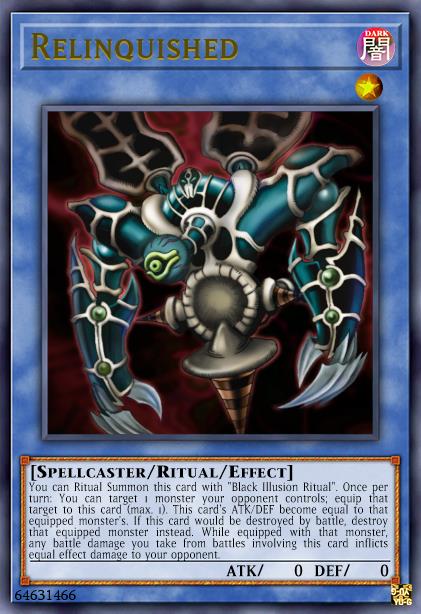 RELINQUISHED
DARK
闇
[SPELLCASTER/RITUAL/EFFECT]
You can Ritual Summon this card with "Black Illusion Ritual". Once per
turn: You can target 1 monster your opponent controls; equip that
target to this card (max. 1). This card's ATK/DEF become equal to that
equipped monster's. If this card would be destroyed by battle, destroy
that equipped monster instead. While equipped with that monster,
any battle damage you take from battles involving this card inflicts
equal effect damage to your opponent.
ATK/ 0 DEF/ 0
64631466